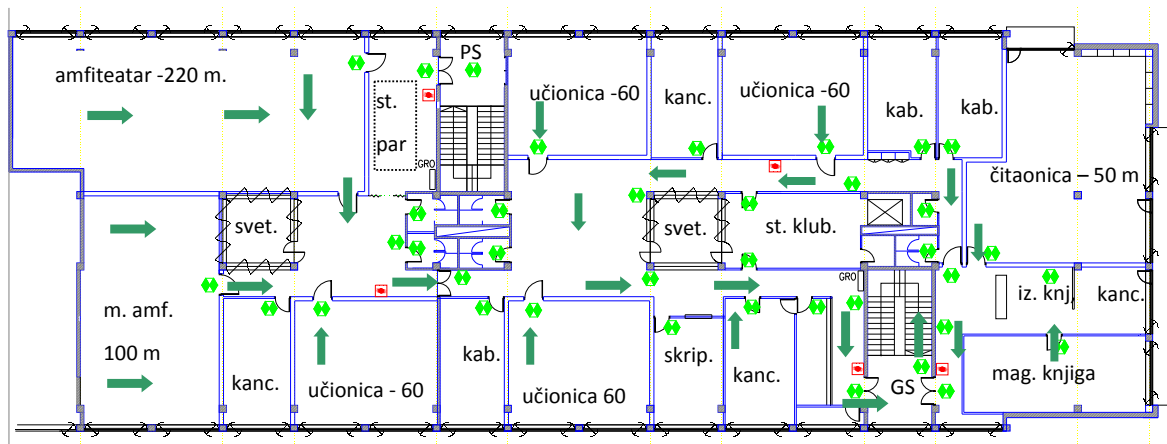 PS
amfiteatar -220 m.
učionica -60
kanc.
učionica -60
kab.
kab.
st.
par
GRO
čitaonica – 50 m
svet.
svet.
st. klub.
GRO
iz. knj.
kanc.
m. amf.
100 m
kab.
skrip.
kanc.
učionica - 60
učionica 60
kanc.
GS
mag. knjiga